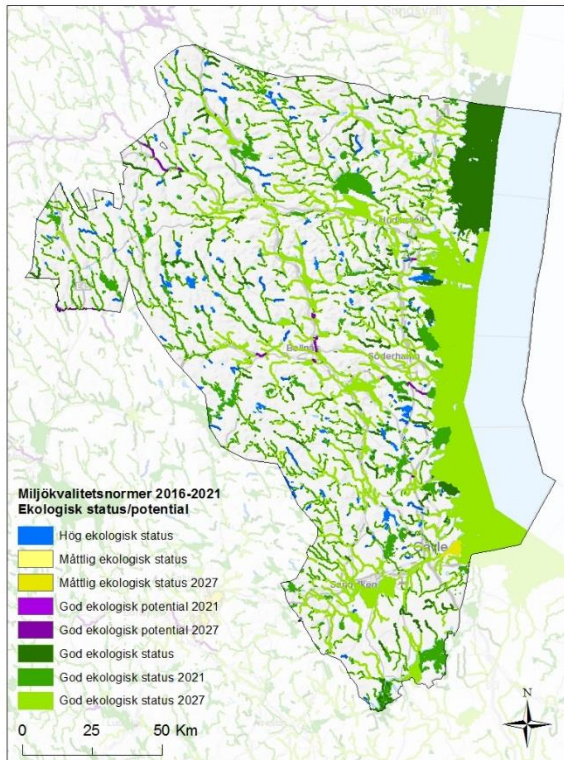 Sundsvall
Hudiksvall
Bollnäs
Söderhamn
Gävle
Sandviken
Miljökvalitetsnormer 2016-2021
Ekologisk status/potential
Hög ekologisk status
Måttlig ekologisk status
Måttlig ekologisk status 2027
God ekologisk potential 2021
God ekologisk potential 2027
God ekologisk status
God ekologisk status 2021
God ekologisk status 2027
N
0 25 50 Km